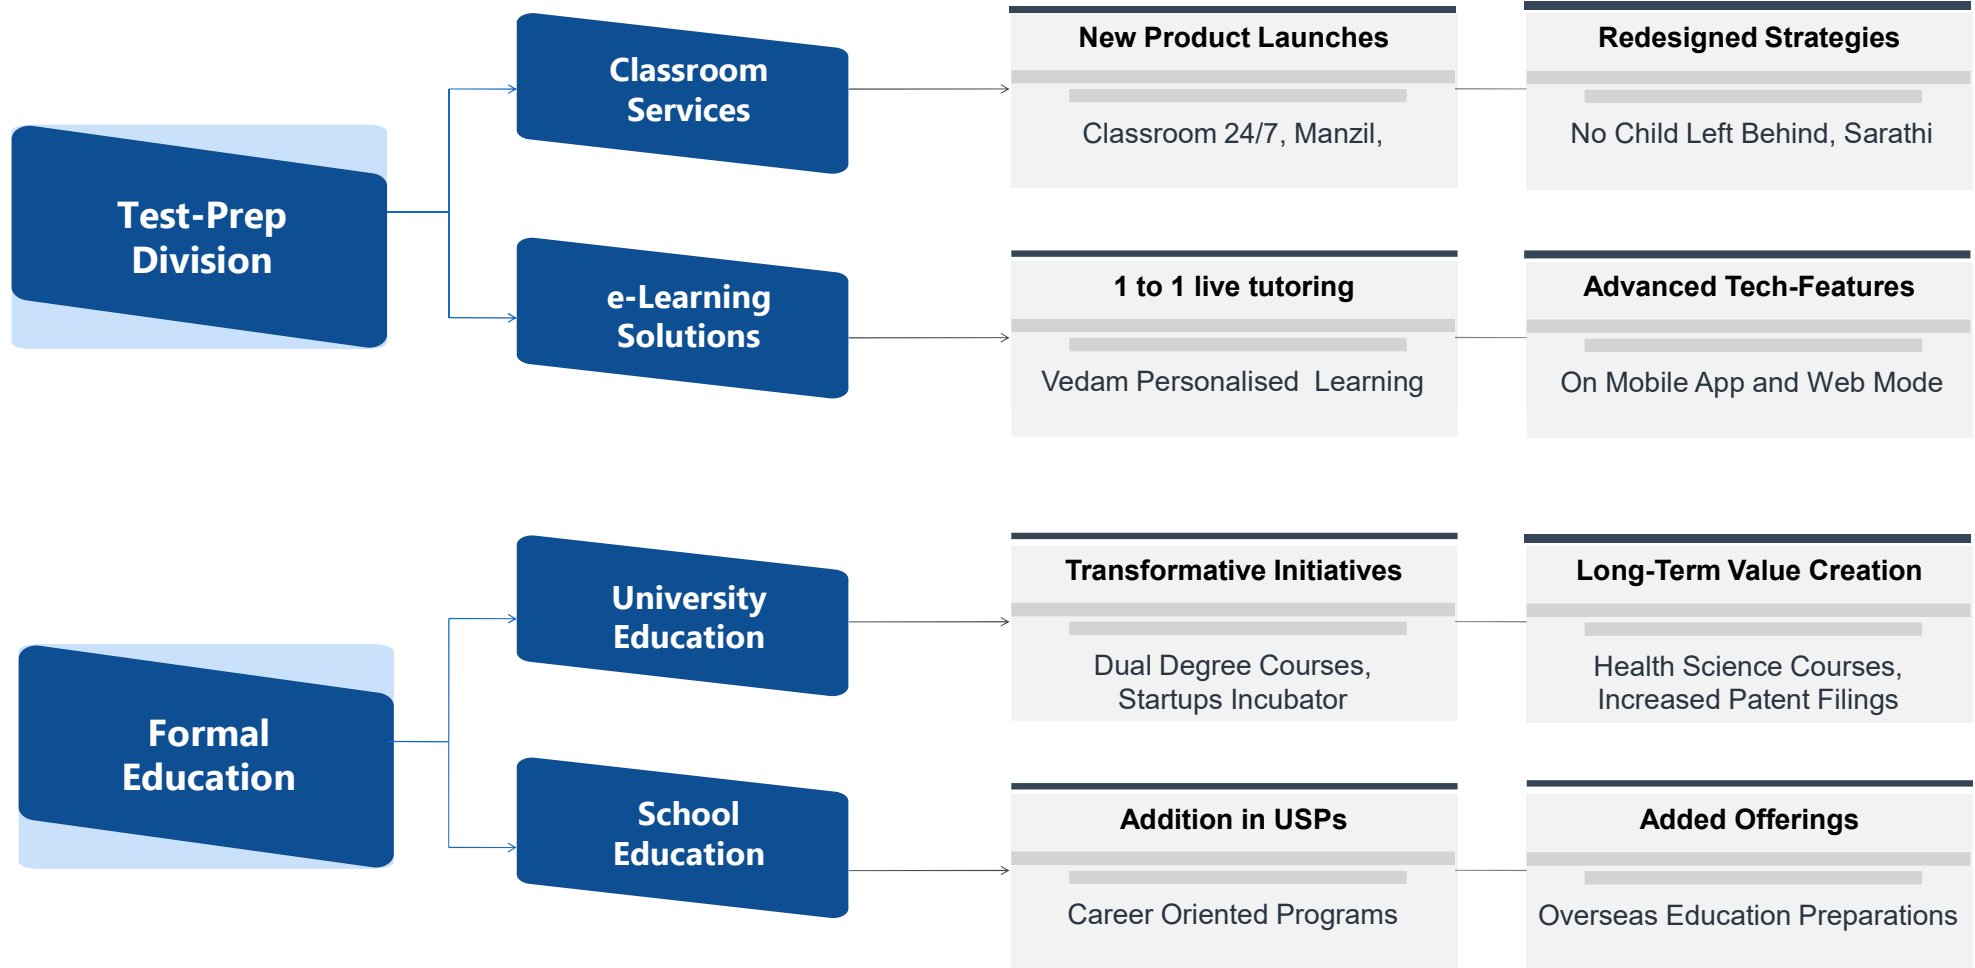 Test-Prep
Division
Classroom
Services
New Product Launches
Classroom 24/7, Manzil,
Redesigned Strategies
No Child Left Behind, Sarathi
e-Learning
Solutions
1 to 1 live tutoring
Vedam Personalised  Learning
Advanced Tech-Features
On Mobile App and Web Mode
Formal
Education
University
Education
Transformative Initiatives
Dual Degree Courses,
Startups Incubator
Long-Term Value Creation
Health Science Courses,
Increased Patent Filings
School
Education
Addition in USPs
Career Oriented Programs
Added Offerings
Overseas Education Preparations